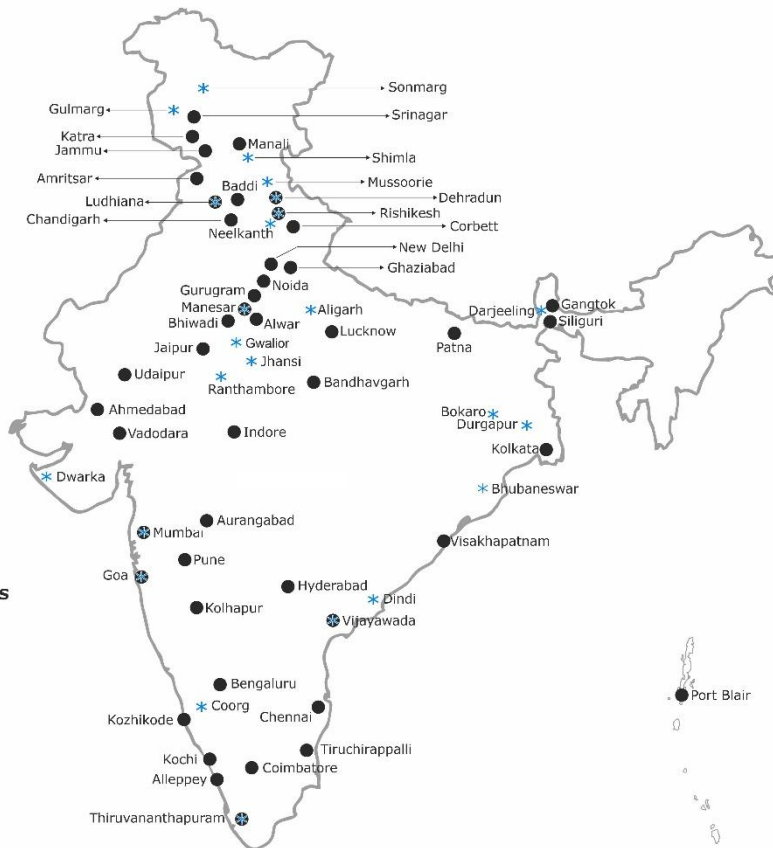 Sonmarg
Gulmarg
Srinagar
Katra
Manali
Jammu
Shimla
Amritsar
Mussoorie
Baddi
Ludhiana
Dehradun
Rishikesh
Chandigarh
Neelkanth
Corbett
New Delhi
Ghaziabad
Noida
Gurugram
Manesar
Aligarh
Darjeeling
Gangtok
Bhiwadi
Alwar
Siliguri
Lucknow
Patna
Gwalior
Jaipur
Jhansi
Udaipur
Ranthambore
Bandhavgarh
Ahmedabad
Bokaro
Durgapur
Vadodara
Indore
Kolkata
Dwarka
Bhubaneswar
Aurangabad
Mumbai
Visakhapatnam
Pune
Goa
Hyderabad
s
Dindi
Kolhapur
Vijayawada
Bengaluru
Port Blair
Coorg
Chennai
Kozhikode
Tiruchirappalli
Kochi
Coimbatore
Alleppey
Thiruvananthapuram